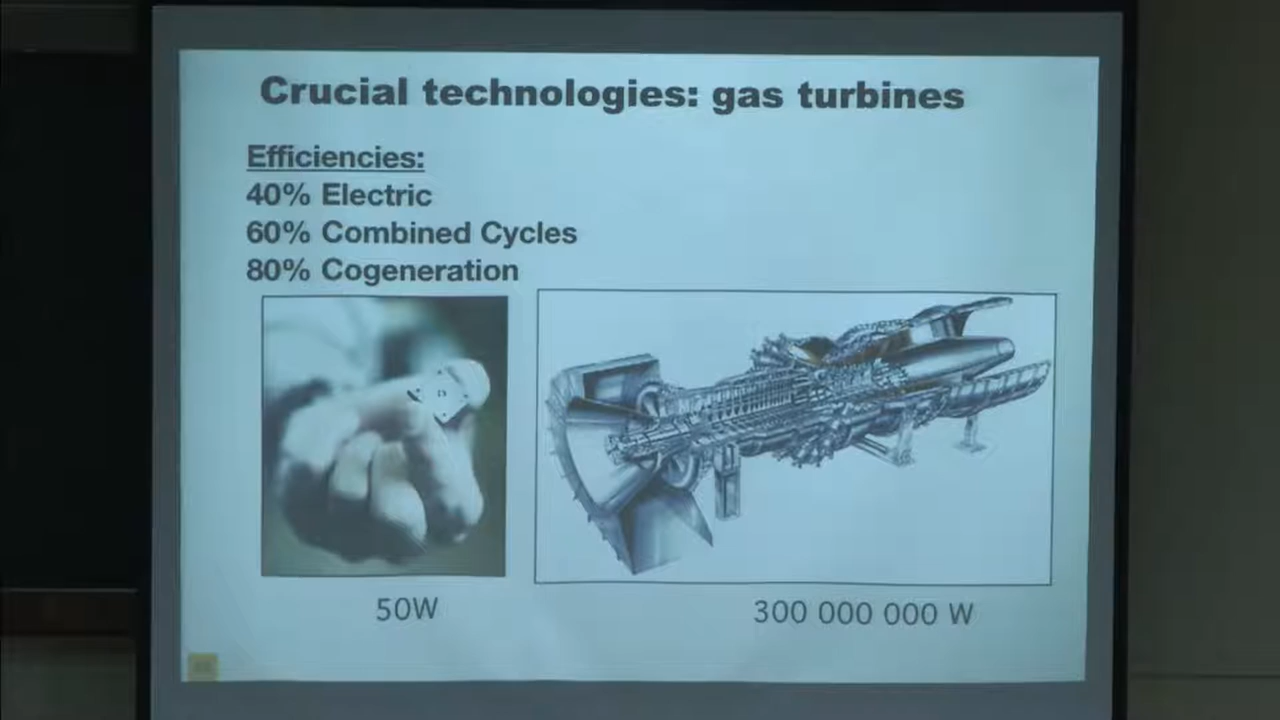 Crucial technologies: gas turbines
Efficiencies:
40% Electric
60% Combined Cycles
80% Cogeneration
50W
300 000 000 W